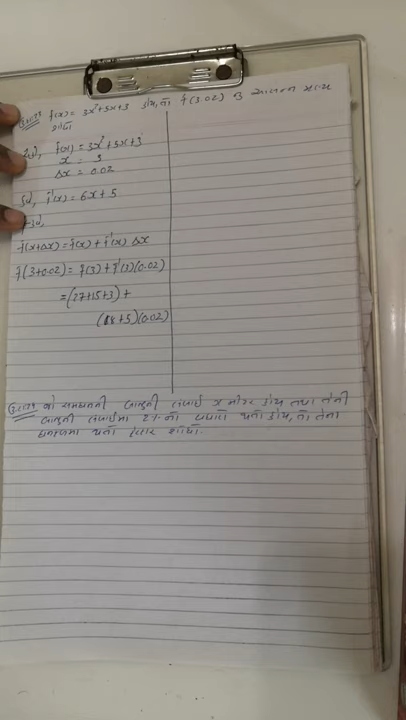 f(x) = 3x²+5x+3 હોય, તો f(3.02) નું આસન્ન મૂલ્ય
શોધો
f(x) = 3x²+5x+3
x = 3
Δx = 0.02
f'(x) = 6x + 5
f(x+Δx) = f(x) + f'(x) Δx
f(3+0.02) = f(3) + f'(3)(0.02)
= (27+15+3) +
(18+5)(0.02)
જો સમઘનની બાજુની લંબાઈ x મીટર હોય તથા તેની
બાજુની લંબાઈમાં 2% નો વધારો થતો હોય, તો તેના
ઘનફળમાં થતો ફેરફાર શોધો.